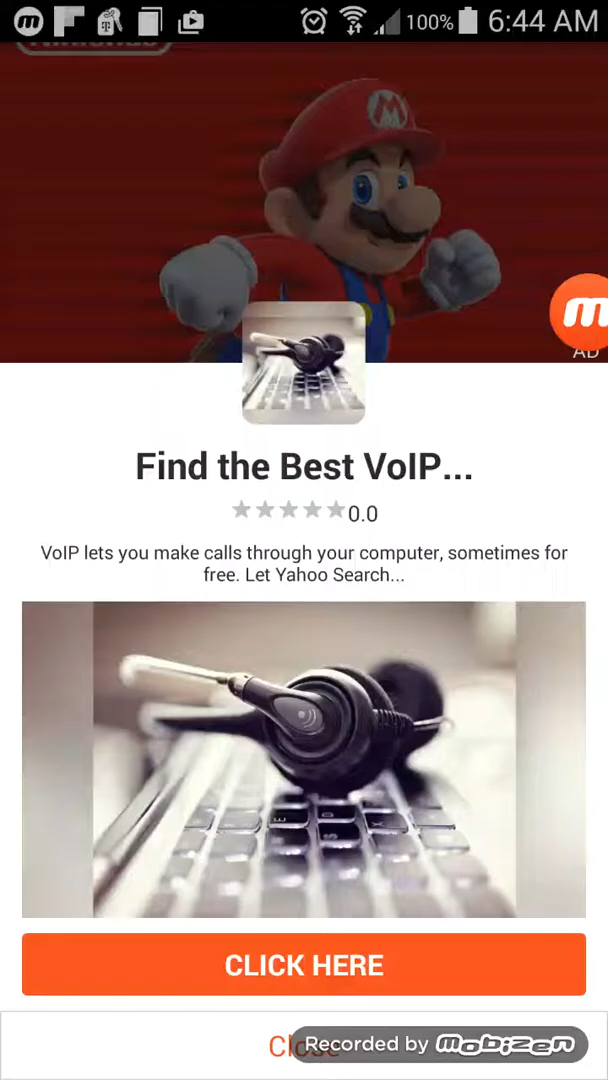 100% 6:44 AM
AD
Find the Best VoIP...
0.0
VoIP lets you make calls through your computer, sometimes for
free. Let Yahoo Search...
CLICK HERE
Close
Recorded by mobizen